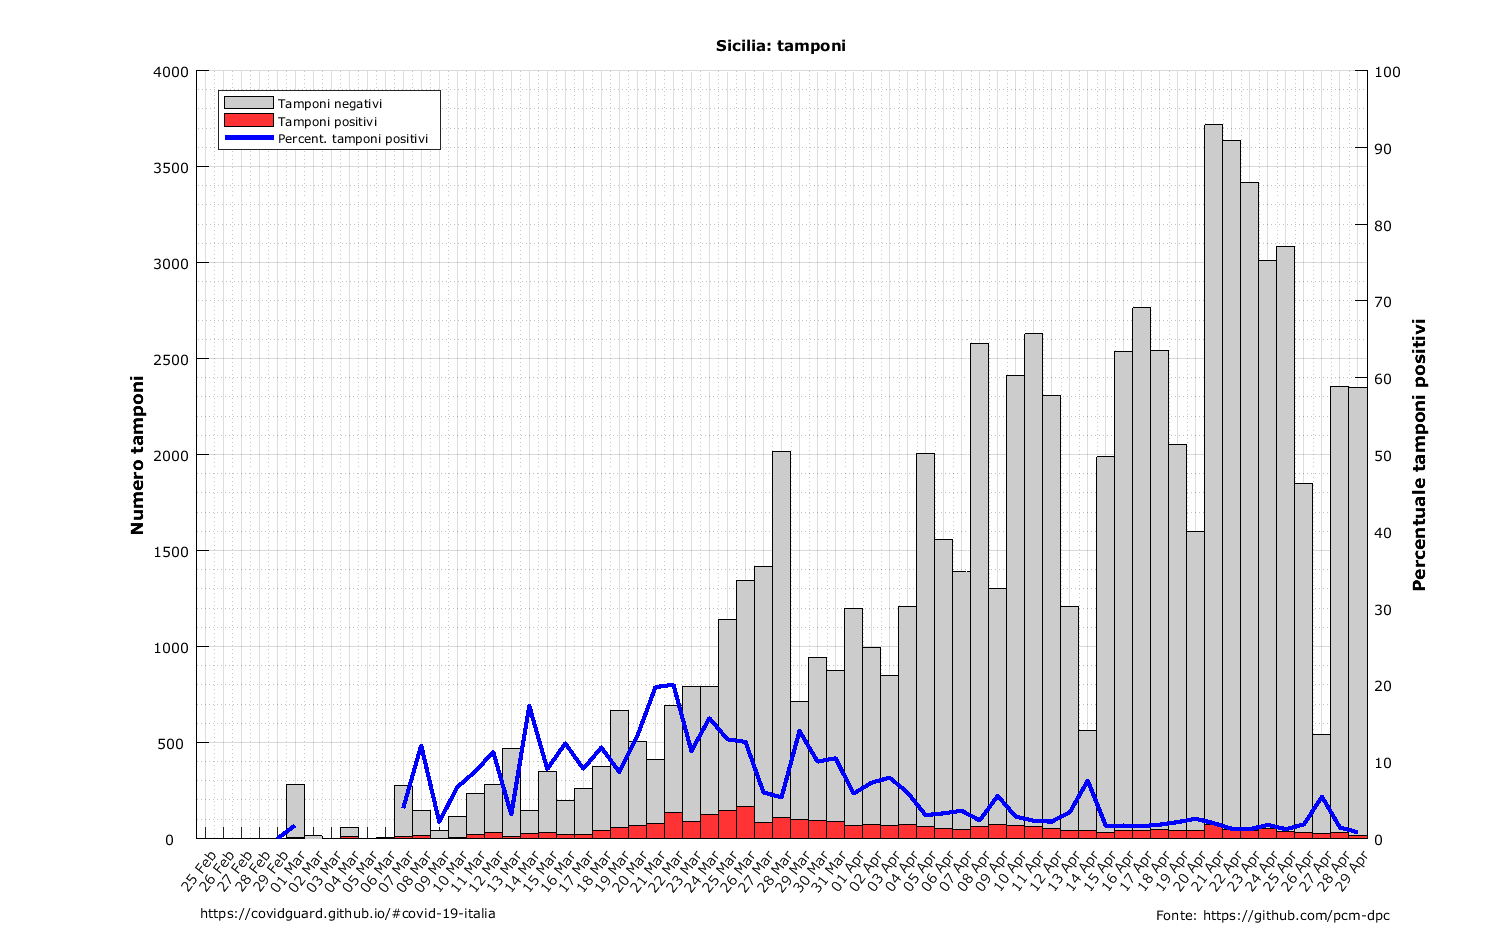 Sicilia: tamponi
4000
3500
3000
2500
2000
1500
1000
500
0
Numero tamponi
Tamponi negativi
Tamponi positivi
Percent. tamponi positivi
100
90
80
70
60
50
40
30
20
10
0
Percentuale tamponi positivi
25 Feb
26 Feb
27 Feb
28 Feb
29 Feb
01 Mar
02 Mar
03 Mar
04 Mar
05 Mar
06 Mar
07 Mar
08 Mar
09 Mar
10 Mar
11 Mar
12 Mar
13 Mar
14 Mar
15 Mar
16 Mar
17 Mar
18 Mar
19 Mar
20 Mar
21 Mar
22 Mar
23 Mar
24 Mar
25 Mar
26 Mar
27 Mar
28 Mar
29 Mar
30 Mar
31 Mar
01 Apr
02 Apr
03 Apr
04 Apr
05 Apr
06 Apr
07 Apr
08 Apr
09 Apr
10 Apr
11 Apr
12 Apr
13 Apr
14 Apr
15 Apr
16 Apr
17 Apr
18 Apr
19 Apr
20 Apr
21 Apr
22 Apr
23 Apr
24 Apr
25 Apr
26 Apr
27 Apr
28 Apr
29 Apr
https://covidguard.github.io/#covid-19-italia
Fonte: https://github.com/pcm-dpc